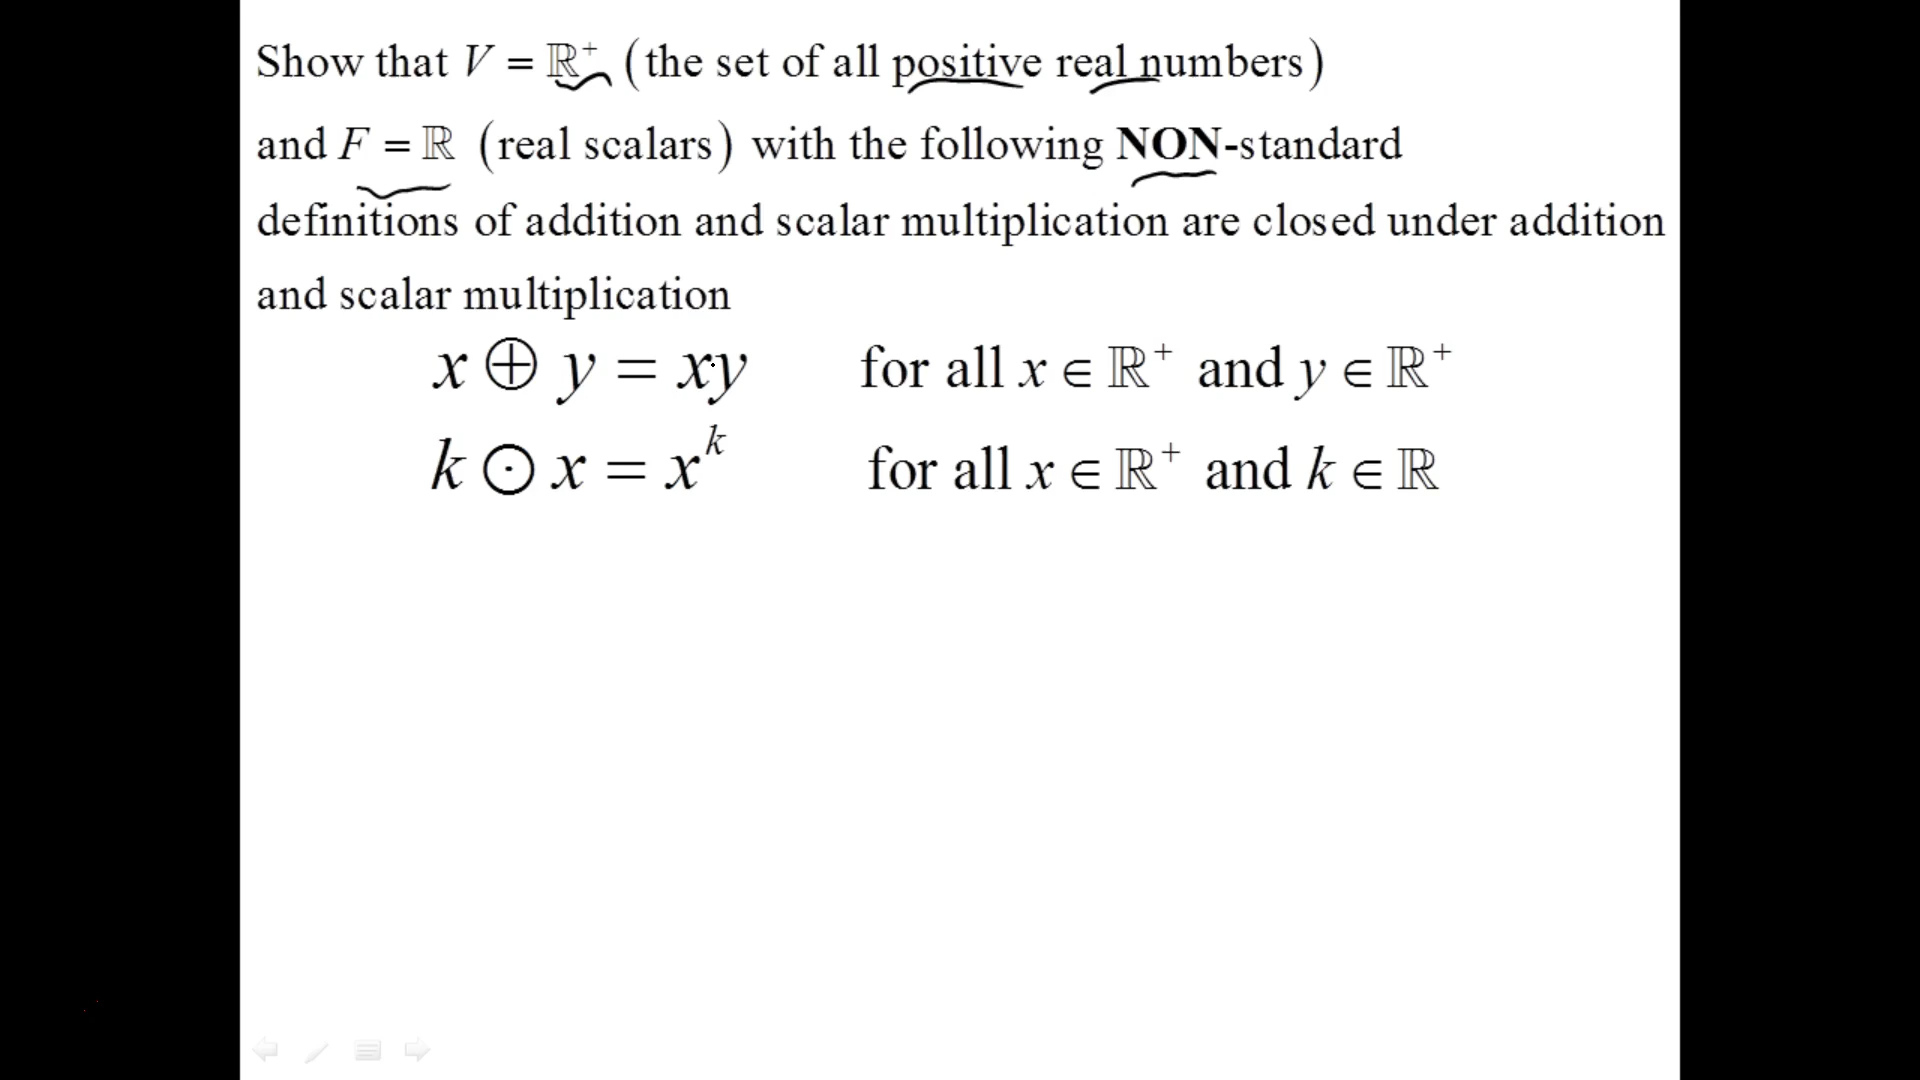 Show that V = ℝ⁺ (the set of all positive real numbers)
and F = ℝ (real scalars) with the following NON-standard
definitions of addition and scalar multiplication are closed under addition
and scalar multiplication
x ⊕ y = xy for all x ∈ ℝ⁺ and y ∈ ℝ⁺
k ⊙ x = xᵏ for all x ∈ ℝ⁺ and k ∈ ℝ